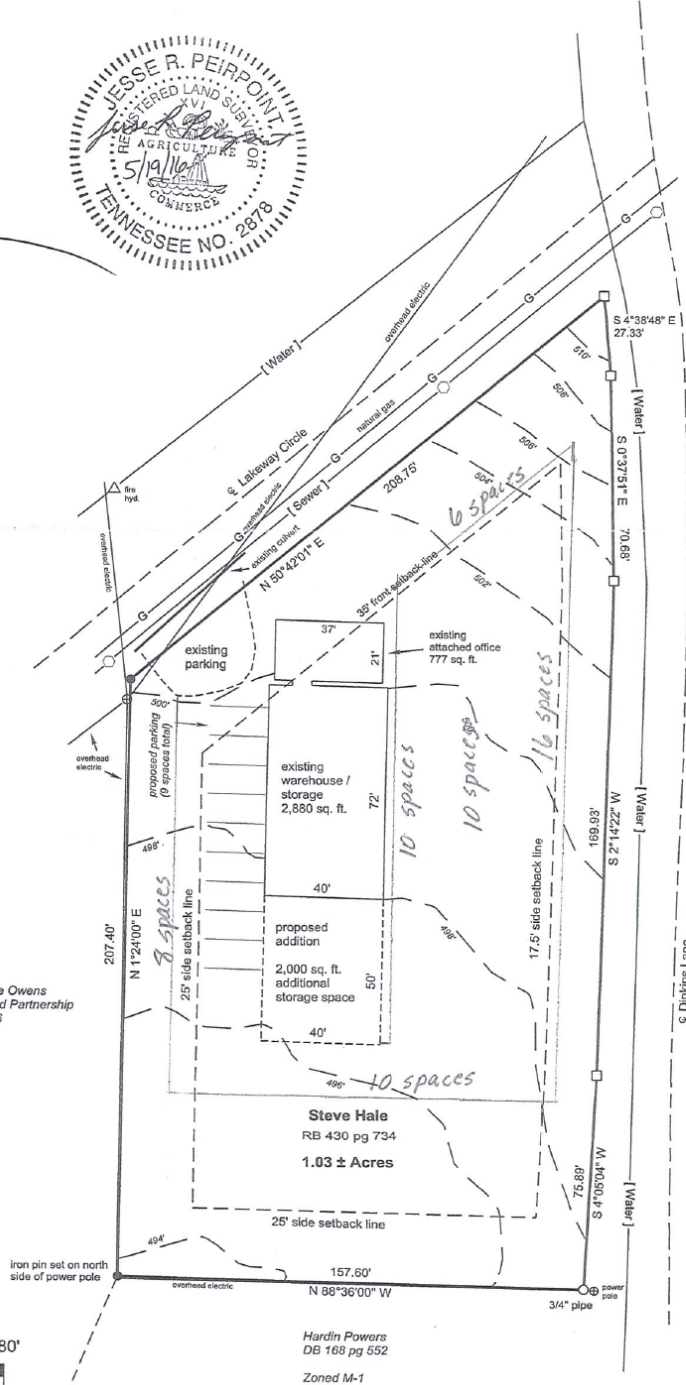 JESSE R. PEIRPOINT
REGISTERED LAND SURVEYOR
XVI
AGRICULTURE
5/19/16
COMMERCE
TENNESSEE NO. 2878
overhead electric
[ Water ]
G
G
S 4°38'48" E
27.33'
510'
[ Water ]
508'
G
natural gas
℄ Lakeway Circle
506'
S 0°37'51" E
70.68'
208.75'
G
504'
6 spaces
fire
hyd.
overhead electric
[ Sewer ]
G
overhead electric
existing culvert
N 50°42'01" E
35' front setback line
502'
G
existing
parking
37'
21'
existing
attached office
777 sq. ft.
500'
overhead
electric
proposed parking
(9 spaces total)
existing
warehouse /
storage
2,880 sq. ft.
72'
10 spaces
10 spaces
16 spaces
169.93'
S 2°14'22" W
[ Water ]
498'
40'
17.5' side setback line
8 spaces
207.40'
N 1°24'00" E
25' side setback line
proposed
addition
2,000 sq. ft.
additional
storage space
50'
498'
40'
℄ Dinkins Lane
Owens
d Partnership
496'
10 spaces
Steve Hale
RB 430 pg 734
1.03 ± Acres
75.89'
S 4°05'04" W
[ Water ]
25' side setback line
494'
iron pin set on north
side of power pole
overhead electric
157.60'
N 88°36'00" W
power
pole
3/4" pipe
80'
Hardin Powers
DB 168 pg 552
Zoned M-1